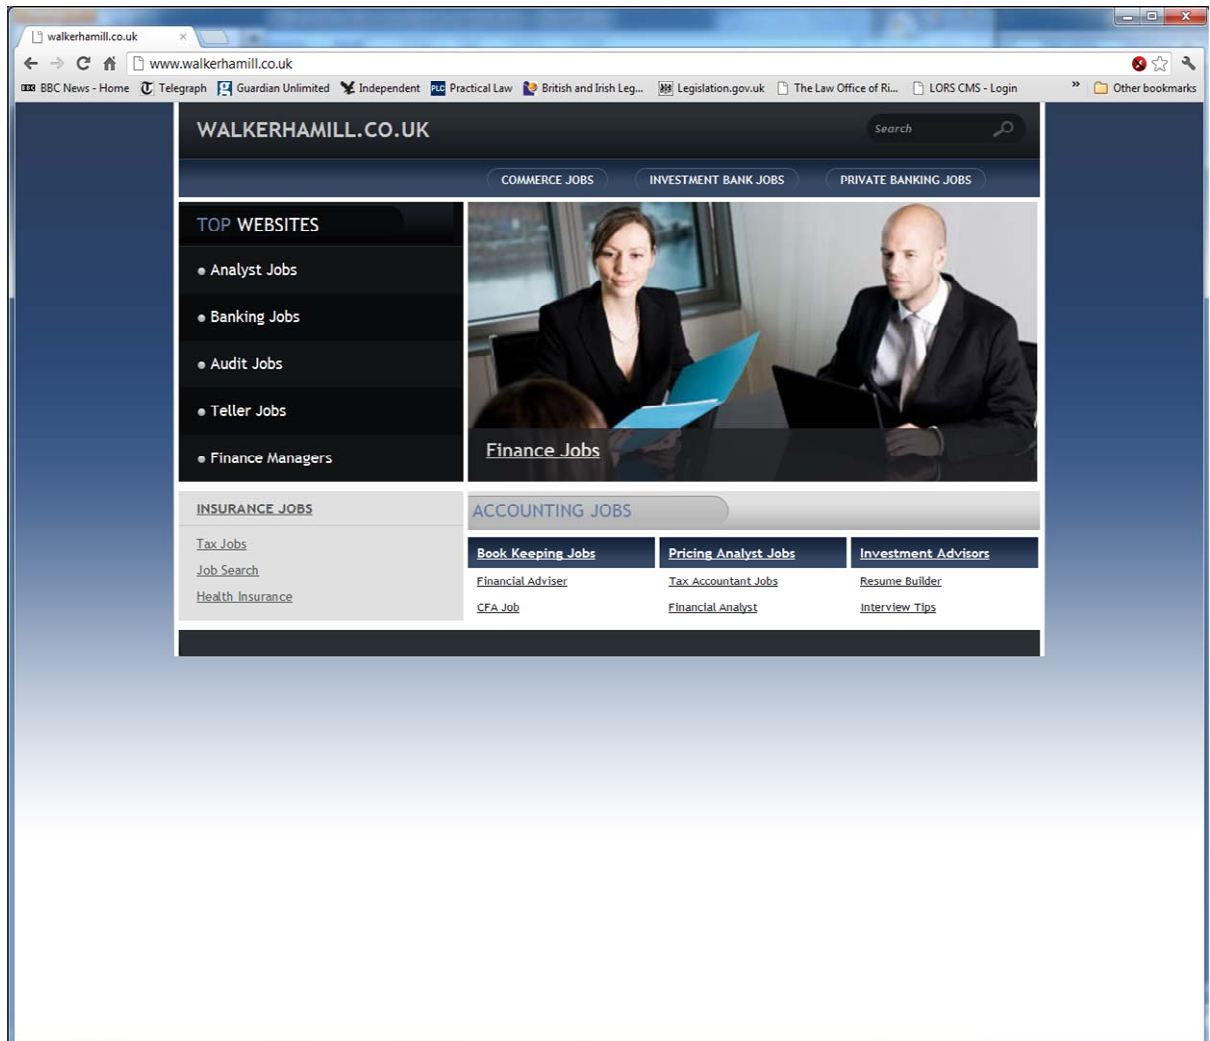 walkerhamill.co.uk
www.walkerhamill.co.uk
BBC News - Home Telegraph Guardian Unlimited Independent PLC Practical Law British and Irish Leg... Legislation.gov.uk The Law Office of Ri... LORS CMS - Login » Other bookmarks
WALKERHAMILL.CO.UK
Search
COMMERCE JOBS INVESTMENT BANK JOBS PRIVATE BANKING JOBS
TOP WEBSITES
Analyst Jobs
Banking Jobs
Audit Jobs
Teller Jobs
Finance Managers
Finance Jobs
INSURANCE JOBS
Tax Jobs
Job Search
Health Insurance
ACCOUNTING JOBS
Book Keeping Jobs Pricing Analyst Jobs Investment Advisors
Financial Adviser Tax Accountant Jobs Resume Builder
CFA Job Financial Analyst Interview Tips